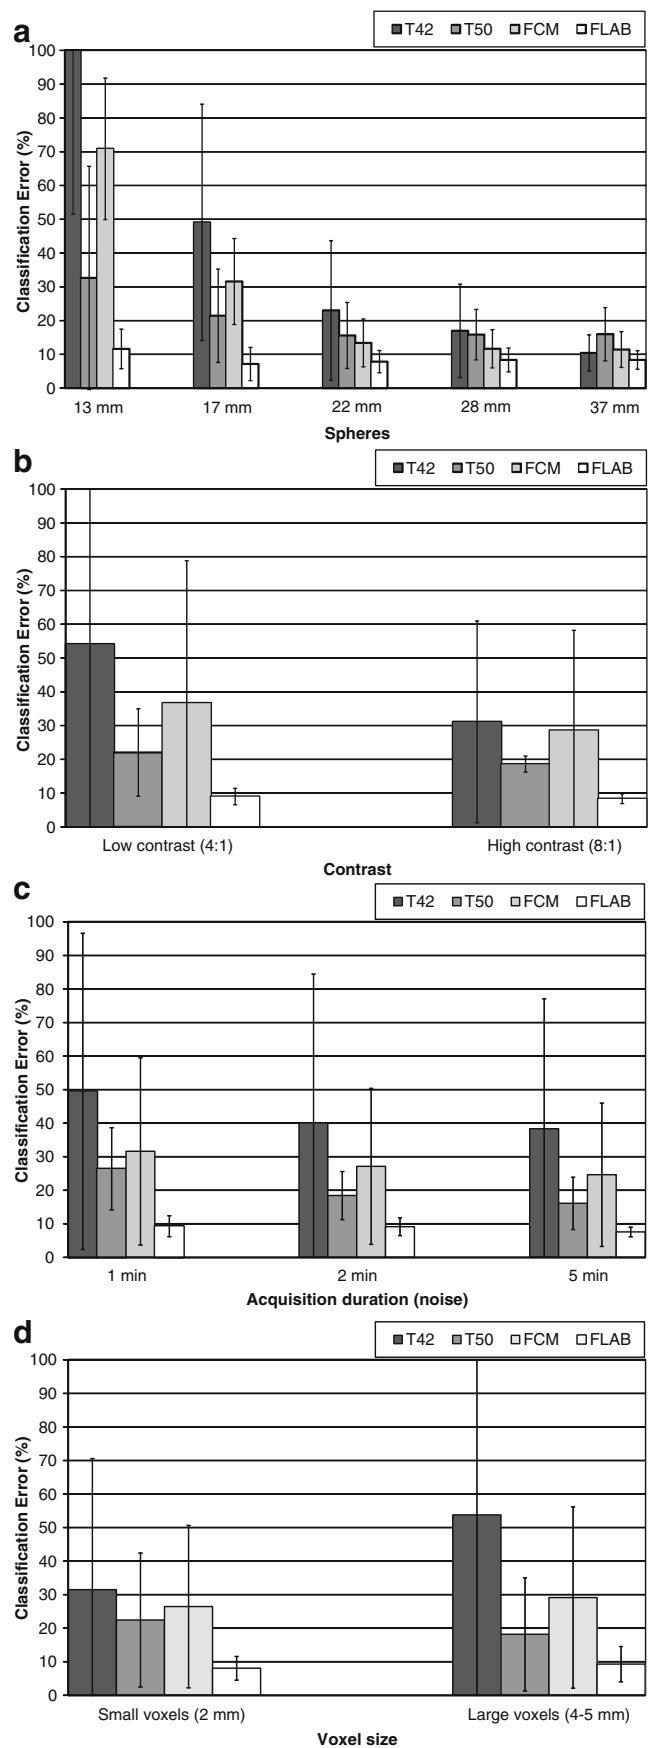 a
T42 T50 FCM FLAB
Classification Error (%)
100
90
80
70
60
50
40
30
20
10
0
13 mm 17 mm 22 mm 28 mm 37 mm
Spheres
b
T42 T50 FCM FLAB
Classification Error (%)
100
90
80
70
60
50
40
30
20
10
0
Low contrast (4:1) High contrast (8:1)
Contrast
c
T42 T50 FCM FLAB
Classification Error (%)
100
90
80
70
60
50
40
30
20
10
0
1 min 2 min 5 min
Acquisition duration (noise)
d
T42 T50 FCM FLAB
Classification Error (%)
100
90
80
70
60
50
40
30
20
10
0
Small voxels (2 mm) Large voxels (4-5 mm)
Voxel size